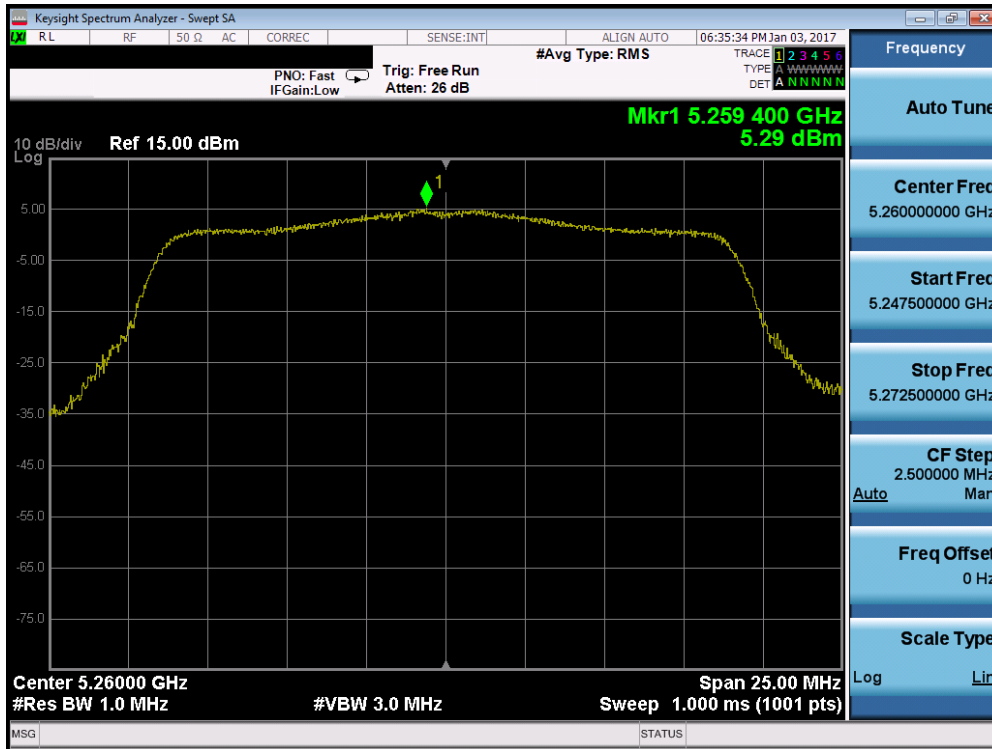 Keysight Spectrum Analyzer - Swept SA
LXI RL RF 50 Ω AC CORREC SENSE:INT ALIGN AUTO 06:35:34 PM Jan 03, 2017
#Avg Type: RMS
TRACE 1 2 3 4 5 6
TYPE A W W W W W
DET A N N N N N
PNO: Fast
IFGain:Low
Trig: Free Run
Atten: 26 dB
Mkr1 5.259 400 GHz
5.29 dBm
10 dB/div
Log
Ref 15.00 dBm
1
5.00
-5.00
-15.0
-25.0
-35.0
-45.0
-55.0
-65.0
-75.0
Center 5.26000 GHz
Span 25.00 MHz
#Res BW 1.0 MHz
#VBW 3.0 MHz
Sweep 1.000 ms (1001 pts)
MSG
STATUS
Frequency
Auto Tune
Center Freq
5.260000000 GHz
Start Freq
5.247500000 GHz
Stop Freq
5.272500000 GHz
CF Step
2.500000 MHz
Auto Man
Freq Offset
0 Hz
Scale Type
Log Lin